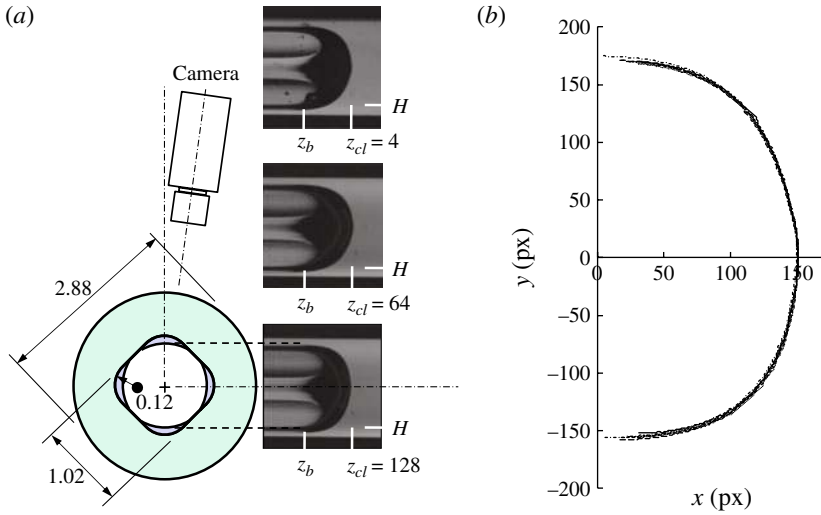 (a)
Camera
H
z_b
z_cl = 4
H
z_b
z_cl = 64
2.88
0.12
1.02
H
z_b
z_cl = 128
(b)
200
150
100
50
0
−50
−100
−150
−200
0
50
100
150
y (px)
x (px)